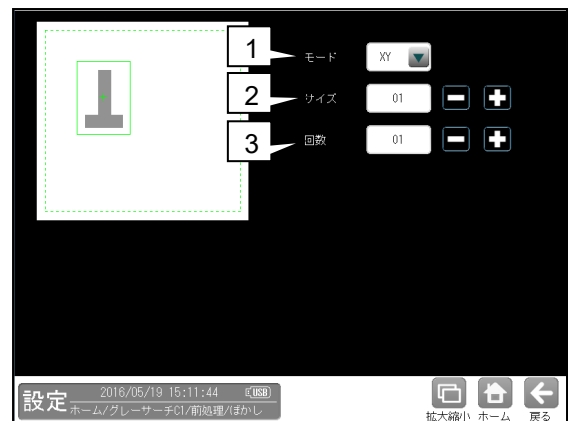 1
モード
XY
2
サイズ
01
3
回数
01
設定
2016/05/19 15:11:44
USB
ホーム/グレーサーチC1/前処理/ぼかし
拡大縮小
ホーム
戻る